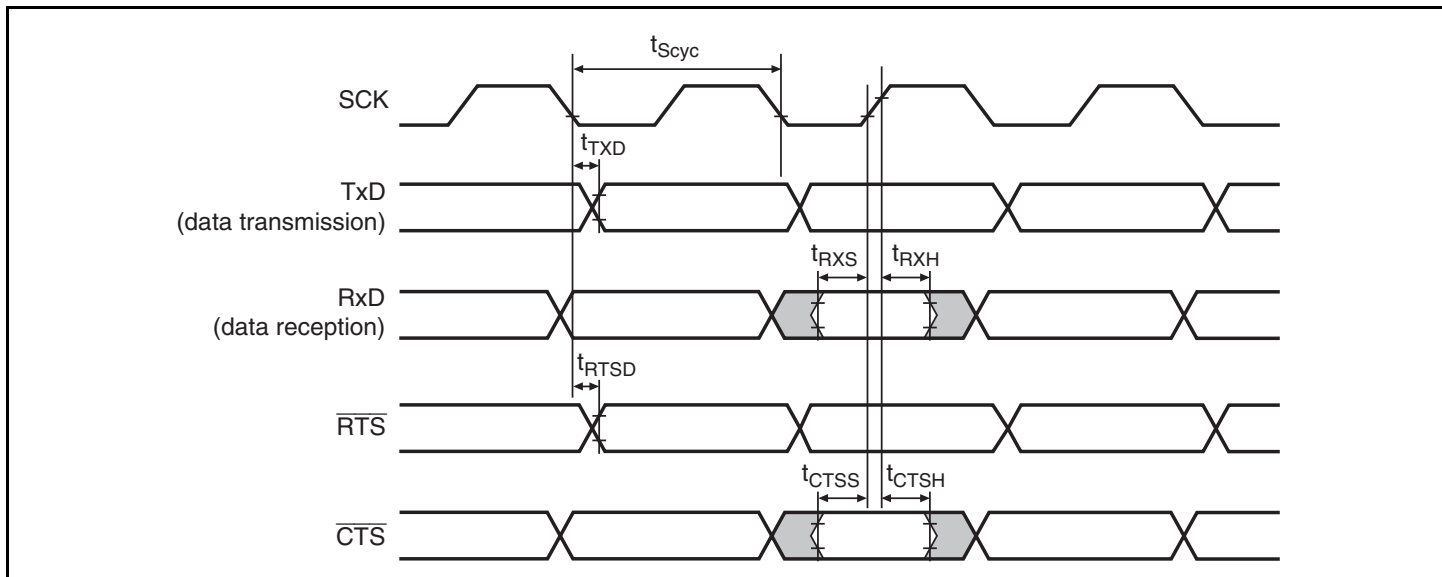 tScyc
SCK
tTXD
TxD
(data transmission)
tRXS tRXH
RxD
(data reception)
tRTSD
RTS
tCTSS tCTSH
CTS